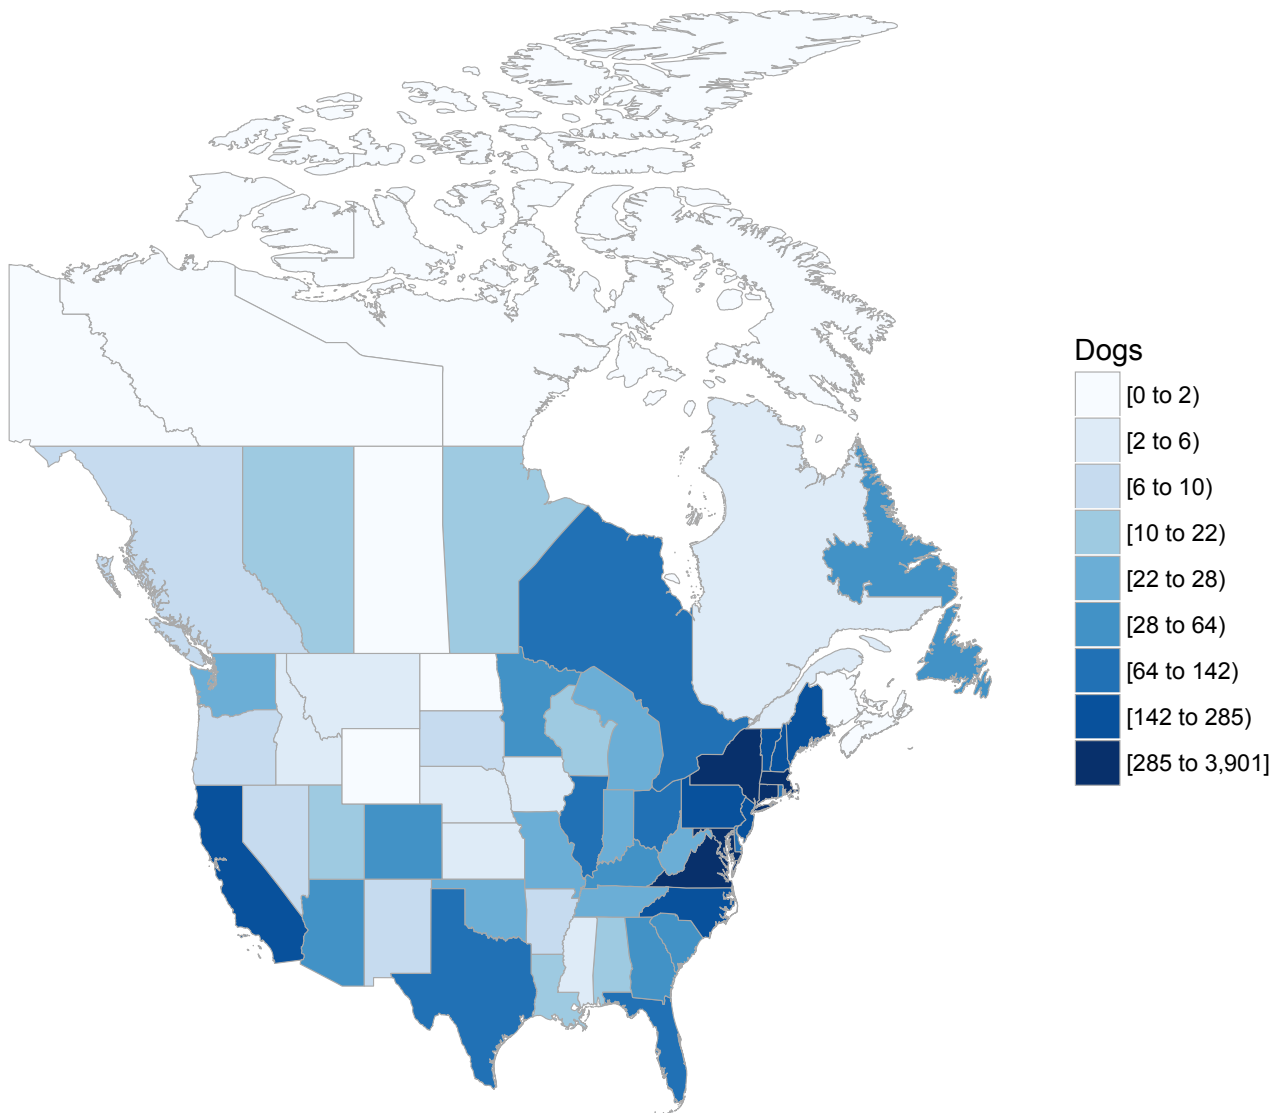 Dogs
[0 to 2)
[2 to 6)
[6 to 10)
[10 to 22)
[22 to 28)
[28 to 64)
[64 to 142)
[142 to 285)
[285 to 3,901]